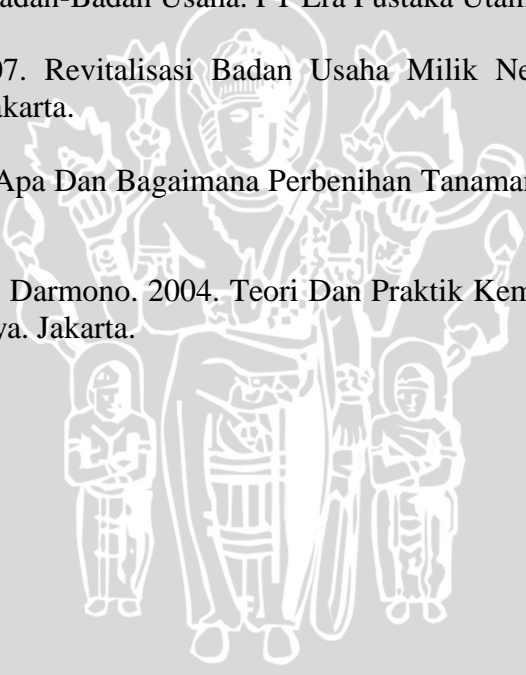 adan-Badan Usaha. PT Era Pustaka Utam
07. Revitalisasi Badan Usaha Milik Ne
akarta.
Apa Dan Bagaimana Perbenihan Tanaman
Darmono. 2004. Teori Dan Praktik Kem
ya. Jakarta.